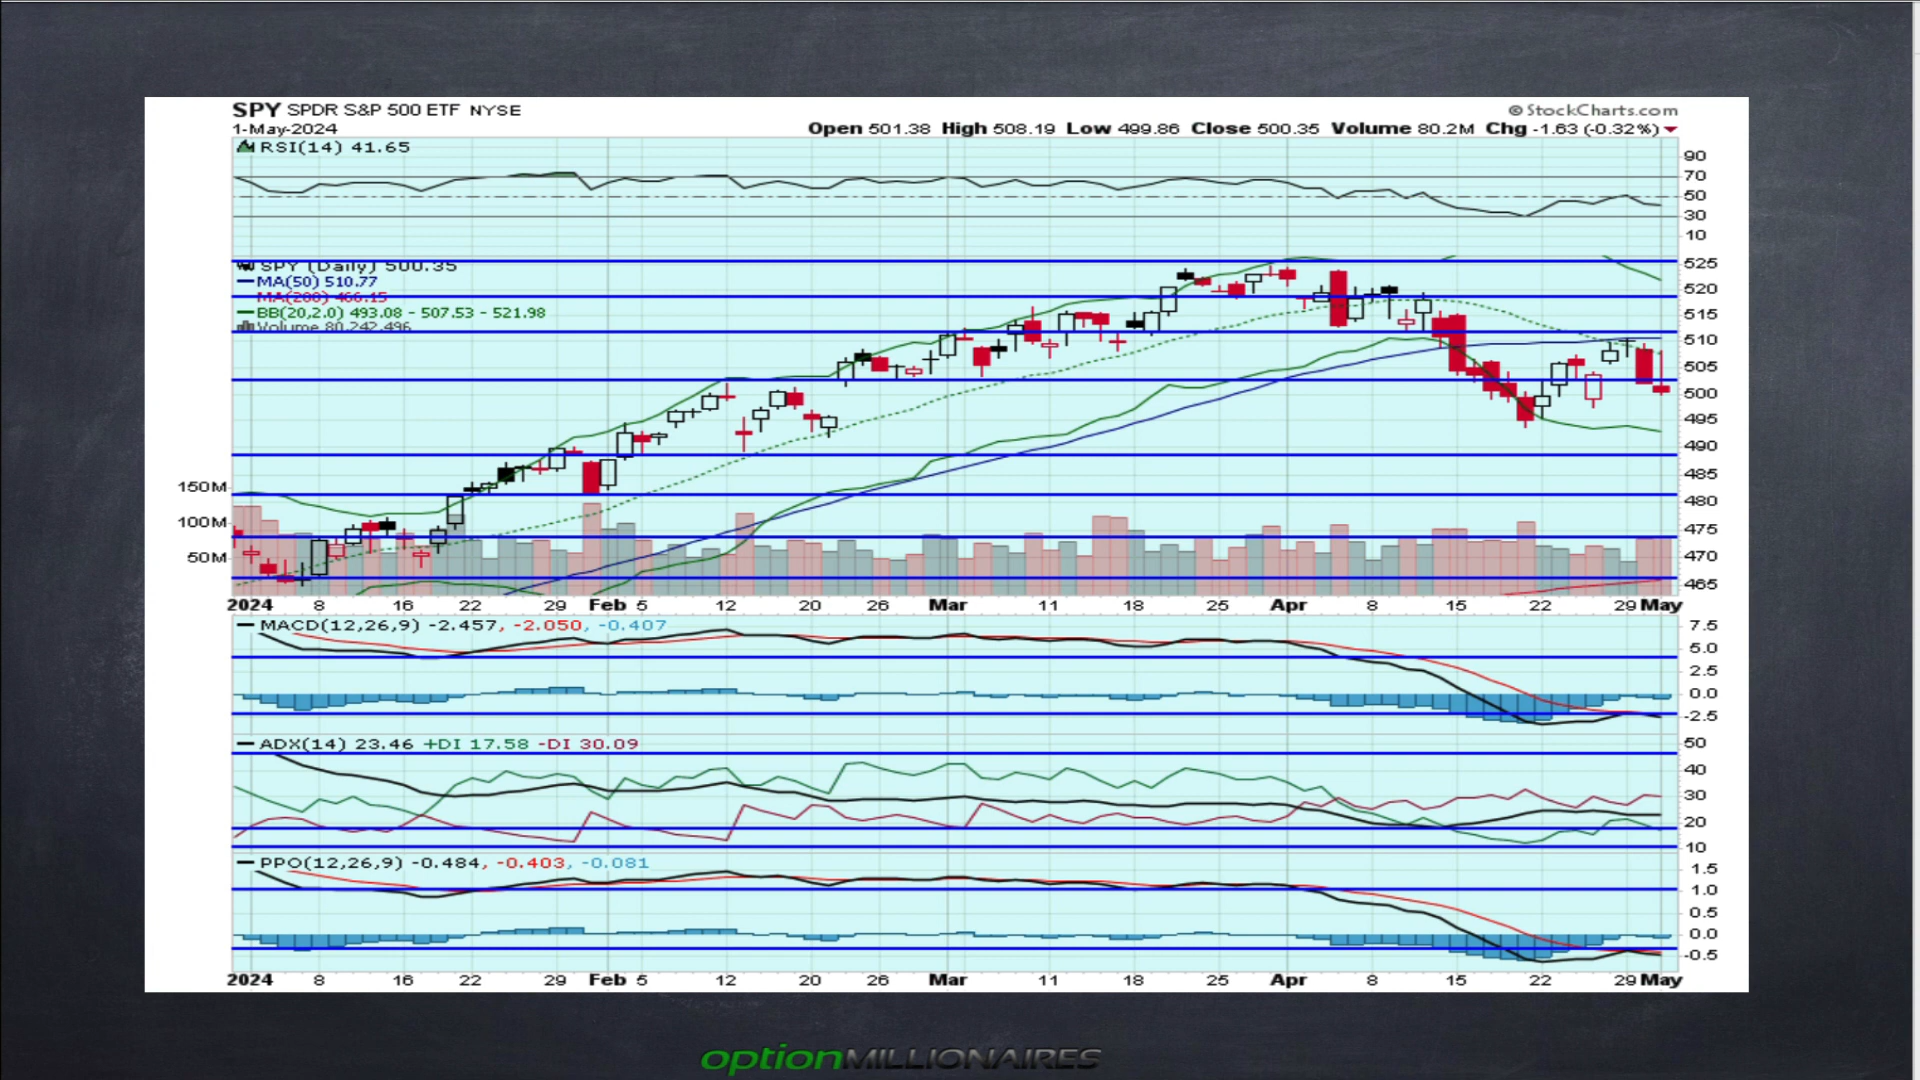 SPY SPDR S&P 500 ETF NYSE
© StockCharts.com
1-May-2024
Open 501.38 High 508.19 Low 499.86 Close 500.35 Volume 80.2M Chg -1.63 (-0.32%)
RSI(14) 41.65
90
70
50
30
10
SPY (Daily) 500.35
MA(50) 510.77
MA(200) 466.15
BB(20,2.0) 493.08 - 507.53 - 521.98
Volume 80,242,496
525
520
515
510
505
500
495
490
485
480
475
470
465
150M
100M
50M
2024 8 16 22 29 Feb 5 12 20 26 Mar 11 18 25 Apr 8 15 22 29 May
MACD(12,26,9) -2.457, -2.050, -0.407
7.5
5.0
2.5
0.0
-2.5
ADX(14) 23.46 +DI 17.58 -DI 30.09
50
40
30
20
10
PPO(12,26,9) -0.484, -0.403, -0.081
1.5
1.0
0.5
0.0
-0.5
2024 8 16 22 29 Feb 5 12 20 26 Mar 11 18 25 Apr 8 15 22 29 May
optionMILLIONAIRES